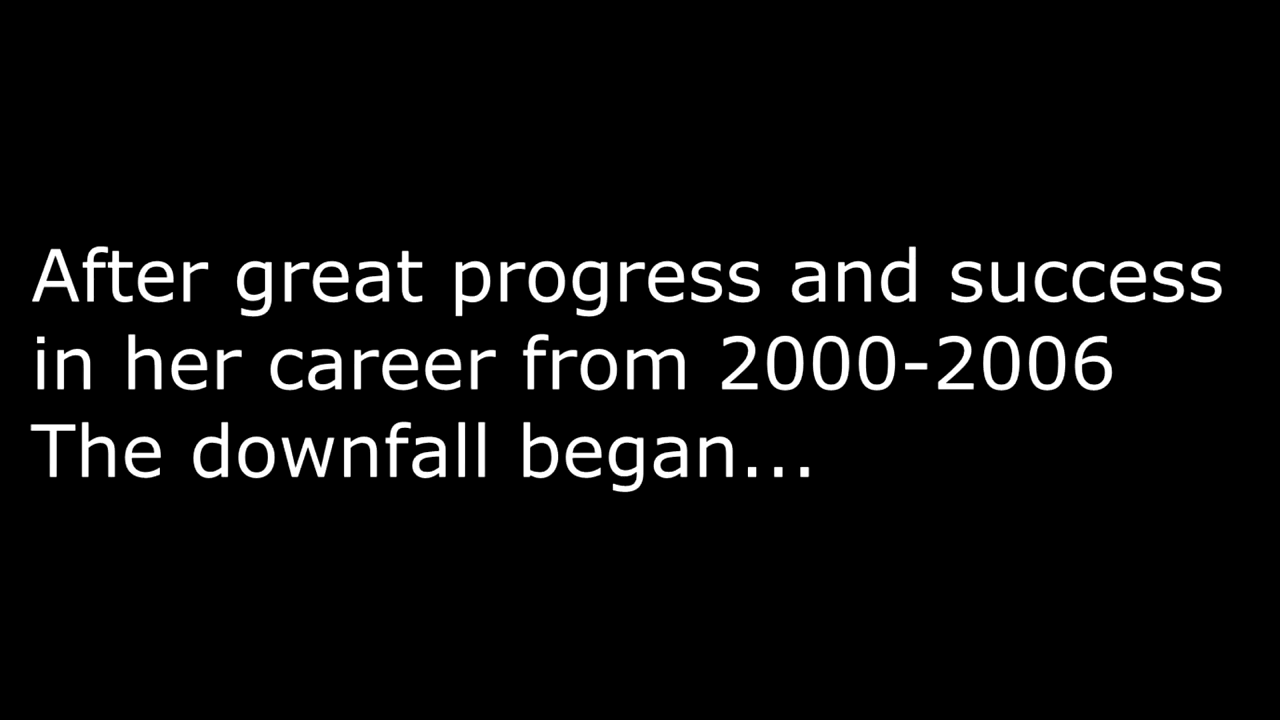 After great progress and success
in her career from 2000-2006
The downfall began...